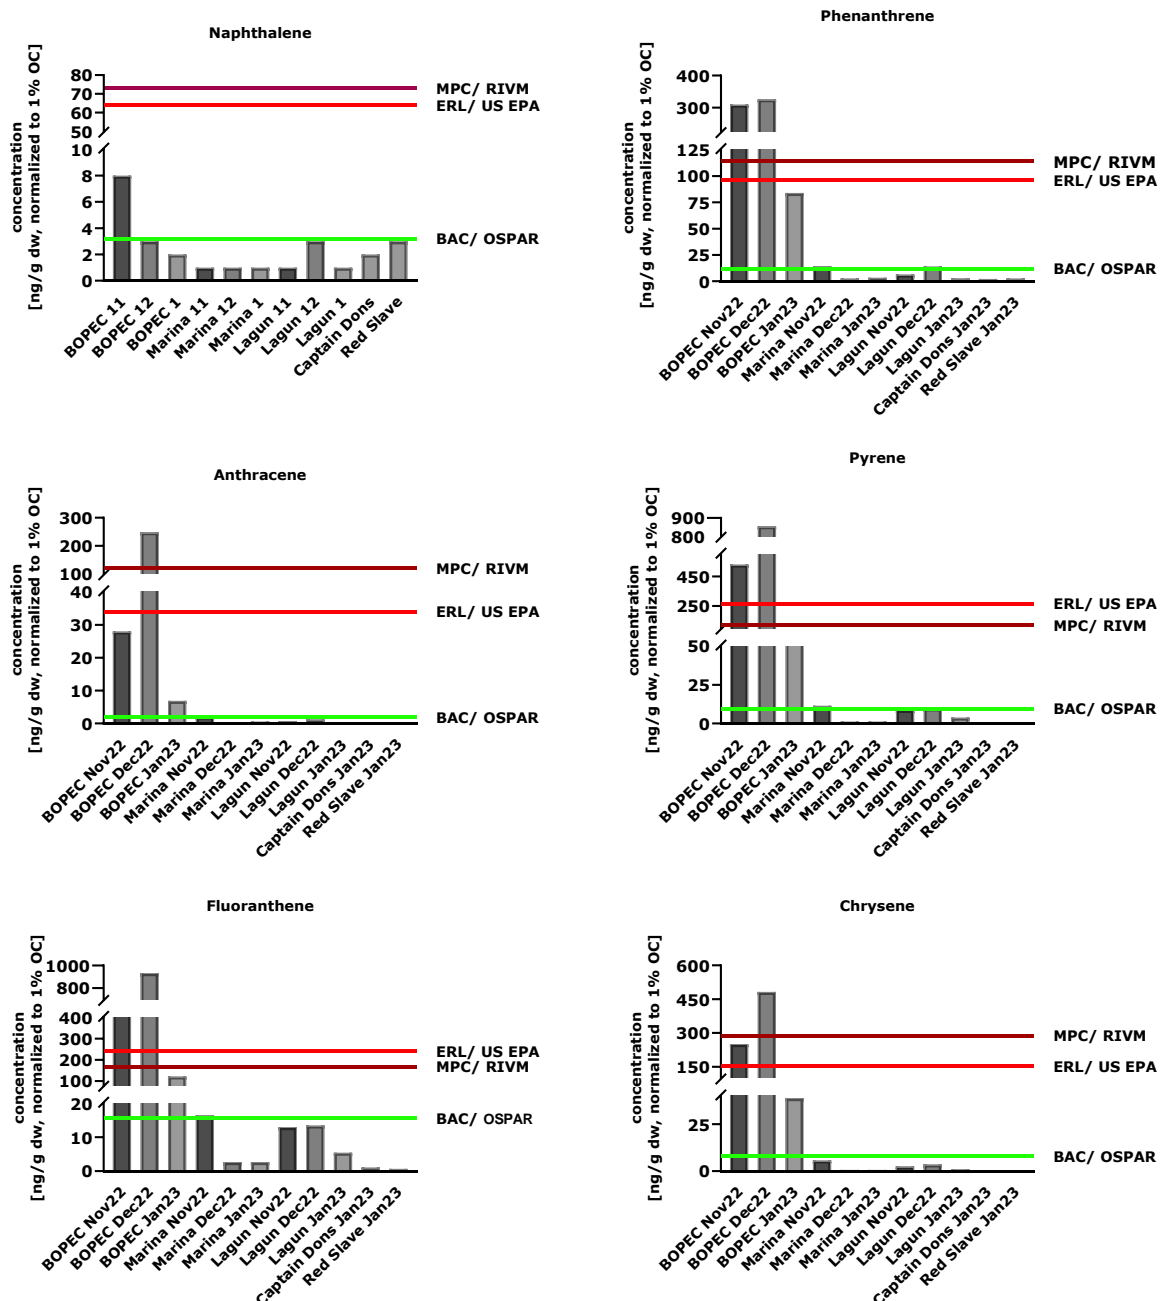 Naphthalene
concentration
[ng/g dw, normalized to 1% OC]
80
70
60
50
10
8
6
4
2
0
MPC/ RIVM
ERL/ US EPA
BAC/ OSPAR
BOPEC 11
BOPEC 12
BOPEC 1
Marina 11
Marina 12
Marina 1
Lagun 11
Lagun 12
Lagun 1
Captain Dons
Red Slave
Phenanthrene
concentration
[ng/g dw, normalized to 1% OC]
400
300
125
100
75
50
25
0
MPC/ RIVM
ERL/ US EPA
BAC/ OSPAR
BOPEC Nov22
BOPEC Dec22
BOPEC Jan23
Marina Nov22
Marina Dec22
Marina Jan23
Lagun Nov22
Lagun Dec22
Lagun Jan23
Captain Dons Jan23
Red Slave Jan23
Anthracene
concentration
[ng/g dw, normalized to 1% OC]
300
200
100
40
30
20
10
0
MPC/ RIVM
ERL/ US EPA
BAC/ OSPAR
BOPEC Nov22
BOPEC Dec22
BOPEC Jan23
Marina Nov22
Marina Dec22
Marina Jan23
Lagun Nov22
Lagun Dec22
Lagun Jan23
Captain Dons Jan23
Red Slave Jan23
Pyrene
concentration
[ng/g dw, normalized to 1% OC]
900
800
450
250
50
25
0
ERL/ US EPA
MPC/ RIVM
BAC/ OSPAR
BOPEC Nov22
BOPEC Dec22
BOPEC Jan23
Marina Nov22
Marina Dec22
Marina Jan23
Lagun Nov22
Lagun Dec22
Lagun Jan23
Captain Dons Jan23
Red Slave Jan23
Fluoranthene
concentration
[ng/g dw, normalized to 1% OC]
1000
800
400
300
200
100
20
10
0
ERL/ US EPA
MPC/ RIVM
BAC/ OSPAR
BOPEC Nov22
BOPEC Dec22
BOPEC Jan23
Marina Nov22
Marina Dec22
Marina Jan23
Lagun Nov22
Lagun Dec22
Lagun Jan23
Captain Dons Jan23
Red Slave Jan23
Chrysene
concentration
[ng/g dw, normalized to 1% OC]
600
450
300
150
25
0
MPC/ RIVM
ERL/ US EPA
BAC/ OSPAR
BOPEC Nov22
BOPEC Dec22
BOPEC Jan23
Marina Nov22
Marina Dec22
Marina Jan23
Lagun Nov22
Lagun Dec22
Lagun Jan23
Captain Dons Jan23
Red Slave Jan23